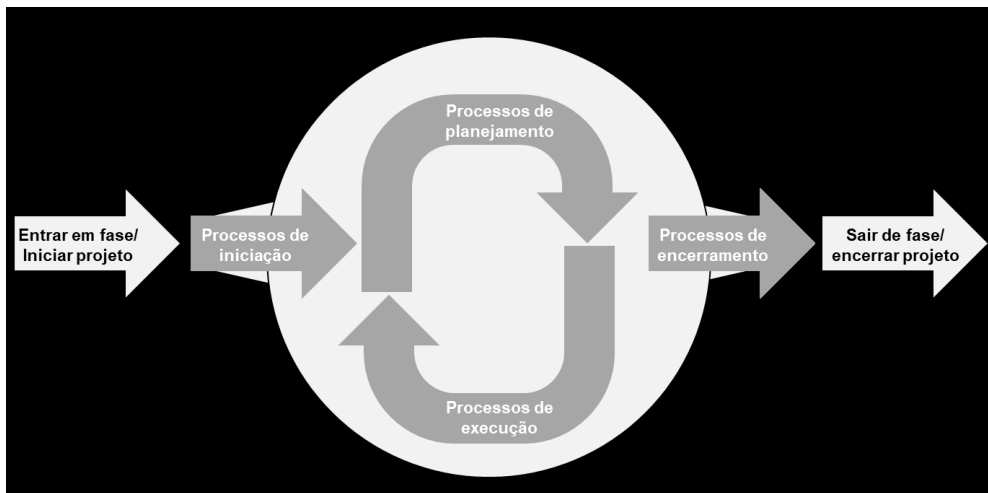 Processos de
planejamento
Entrar em fase/
Iniciar projeto
Processos de
iniciação
Processos de
encerramento
Sair de fase/
encerrar projeto
Processos de
execução